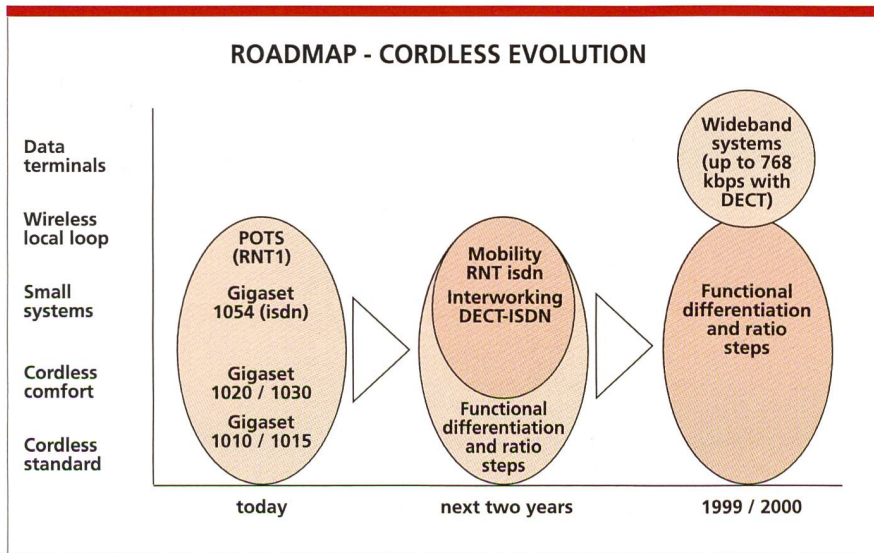 ROADMAP - CORDLESS EVOLUTION
Data
terminals
Wireless
local loop
Small
systems
Cordless
comfort
Cordless
standard
POTS
(RNT1)
Gigaset
1054 (isdn)
Gigaset
1020 / 1030
Gigaset
1010 / 1015
Mobility
RNT isdn
Interworking
DECT-ISDN
Functional
differentiation
and ratio
steps
Wideband
systems
(up to 768
kbps with
DECT)
Functional
differentiation
and ratio
steps
today
next two years
1999 / 2000